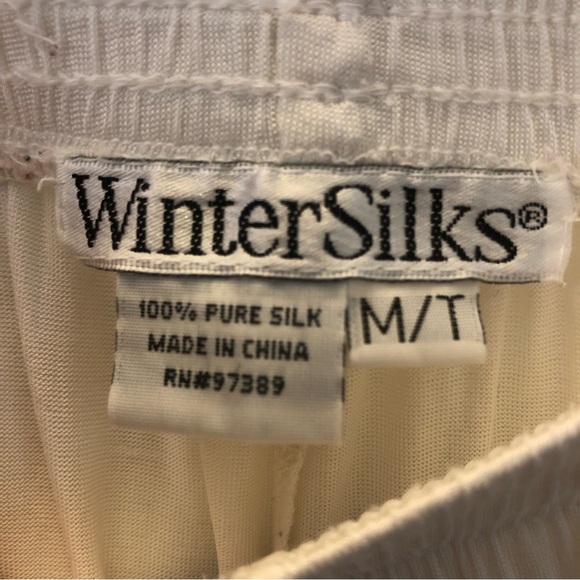 WinterSilks®
100% PURE SILK
MADE IN CHINA
RN#97389
M/T